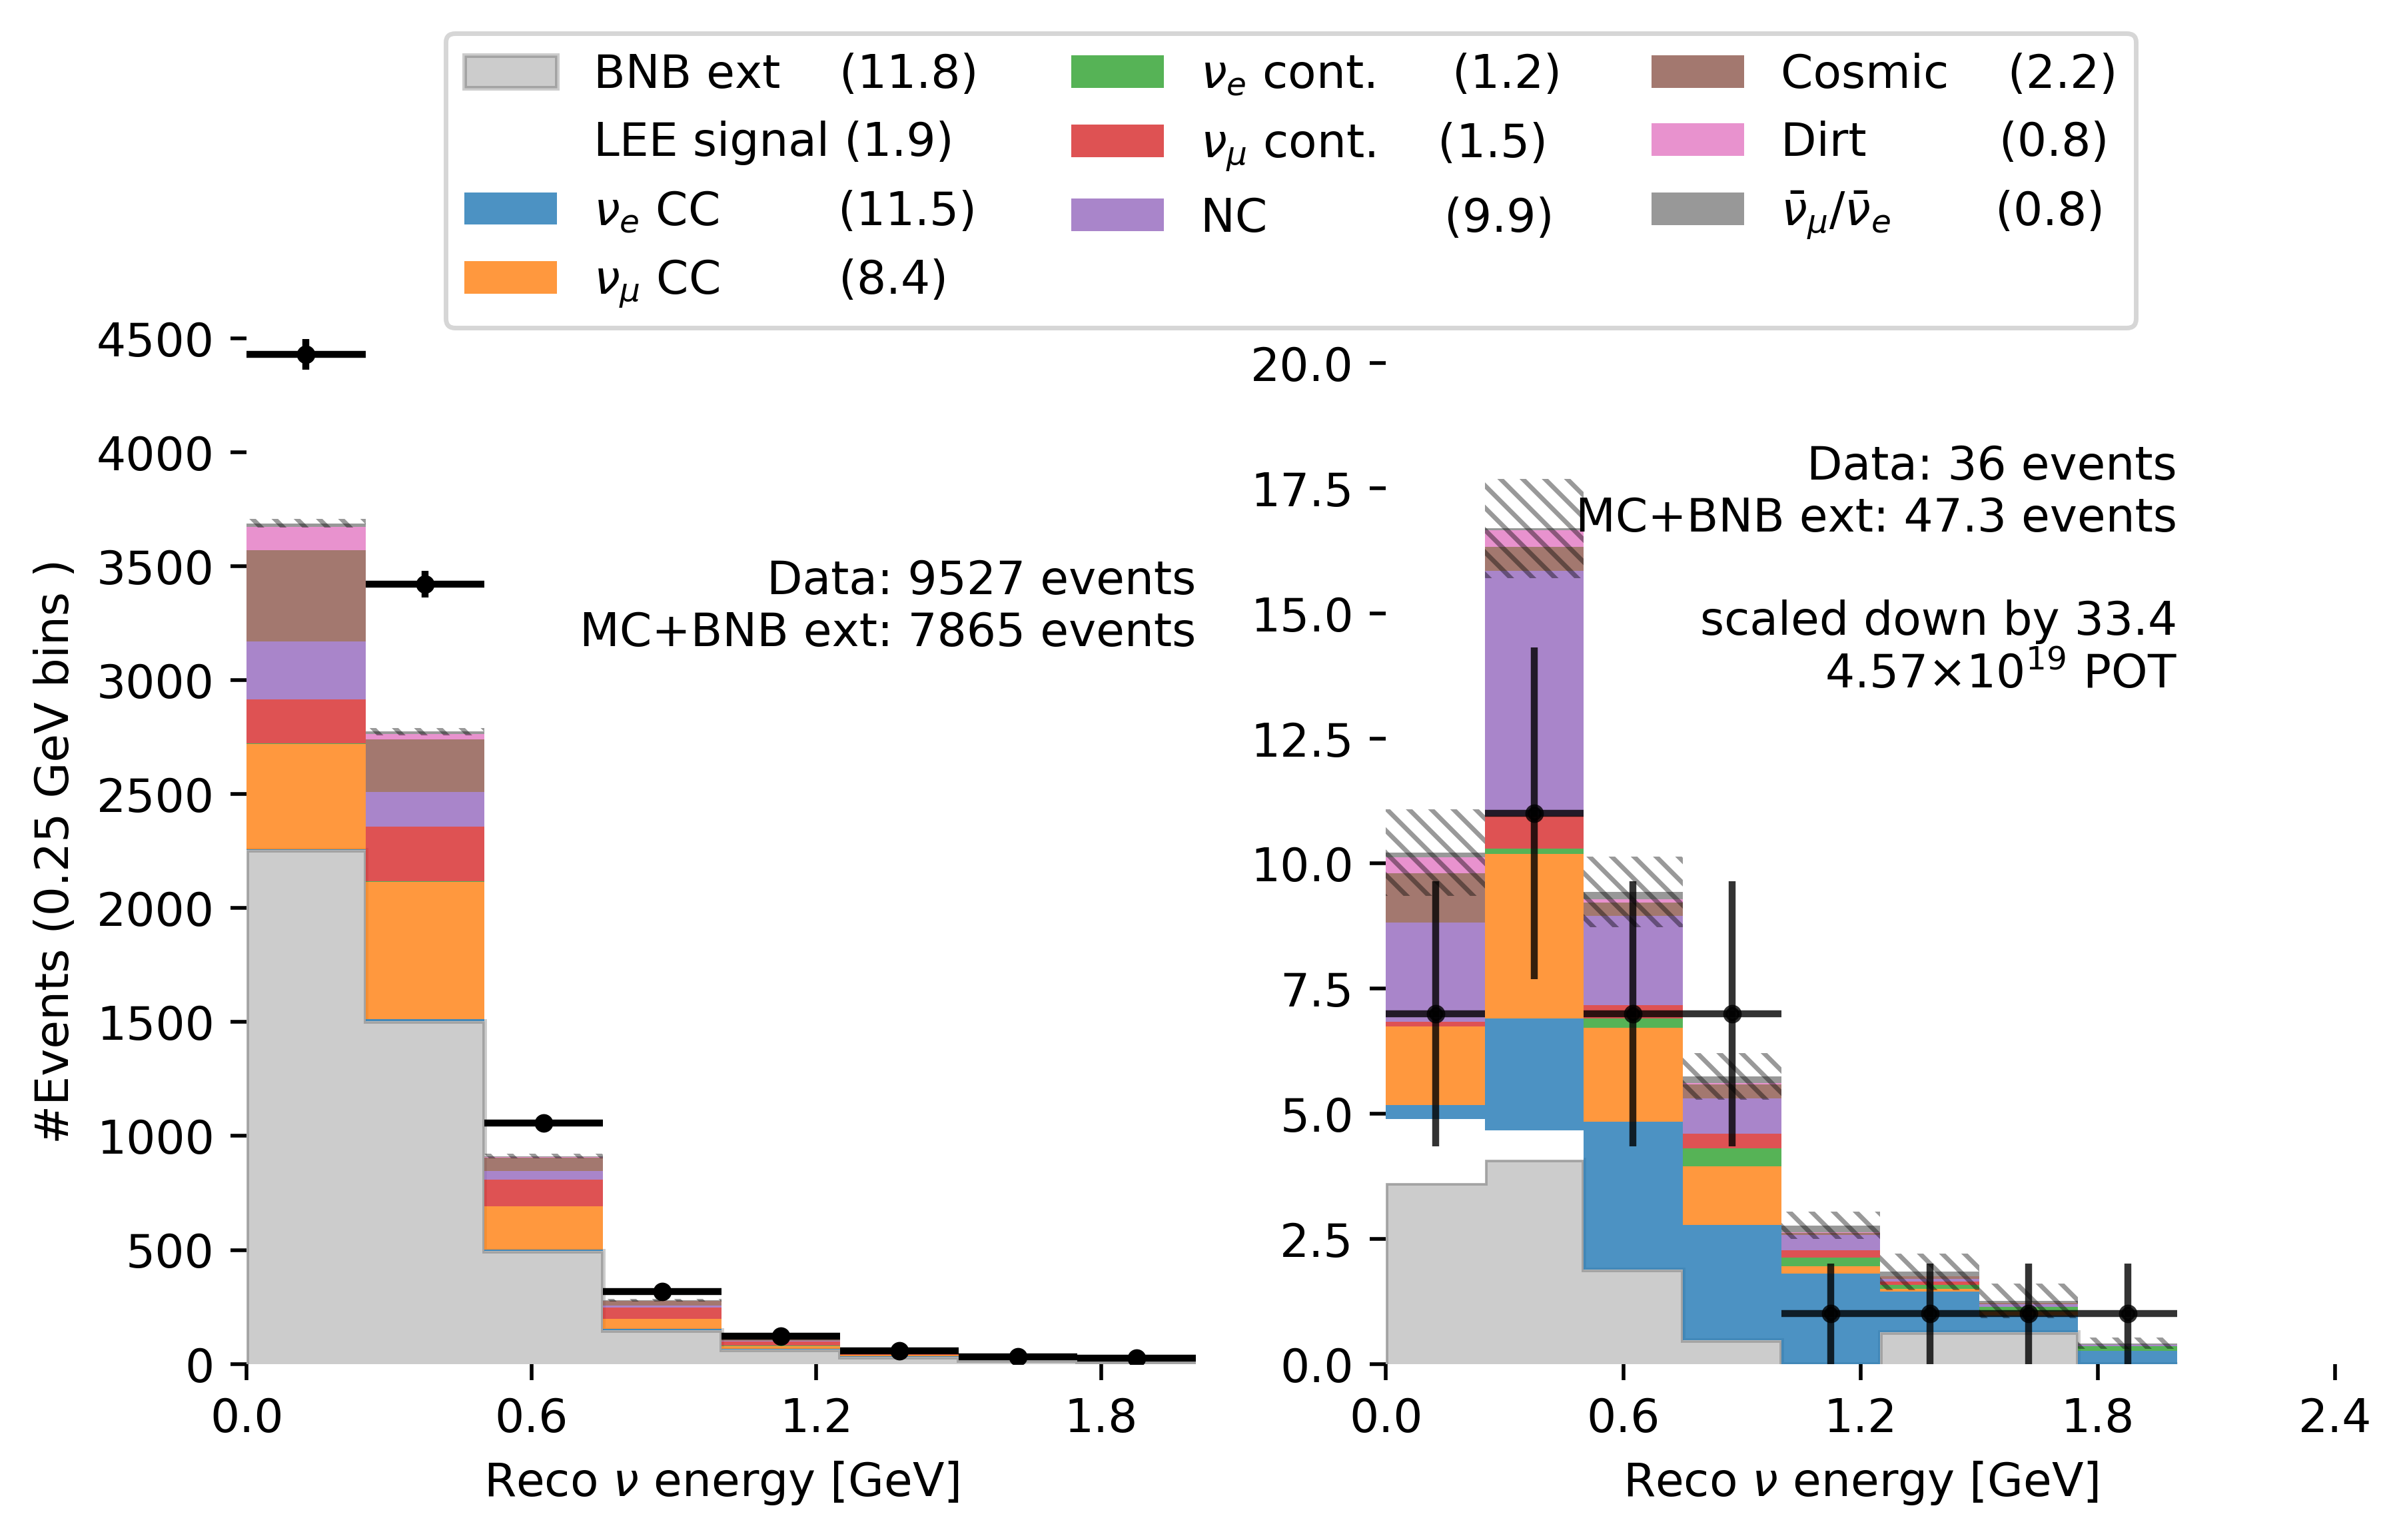 BNB ext (11.8)
LEE signal (1.9)
νe CC (11.5)
νμ CC (8.4)
νe cont. (1.2)
νμ cont. (1.5)
NC (9.9)
Cosmic (2.2)
Dirt (0.8)
ν̄μ/ν̄e (0.8)
#Events (0.25 GeV bins )
4500
4000
3500
3000
2500
2000
1500
1000
500
0
Data: 9527 events
MC+BNB ext: 7865 events
0.0 0.6 1.2 1.8
Reco ν energy [GeV]
20.0
17.5
15.0
12.5
10.0
7.5
5.0
2.5
0.0
Data: 36 events
MC+BNB ext: 47.3 events
scaled down by 33.4
4.57×10¹⁹ POT
0.0 0.6 1.2 1.8 2.4
Reco ν energy [GeV]